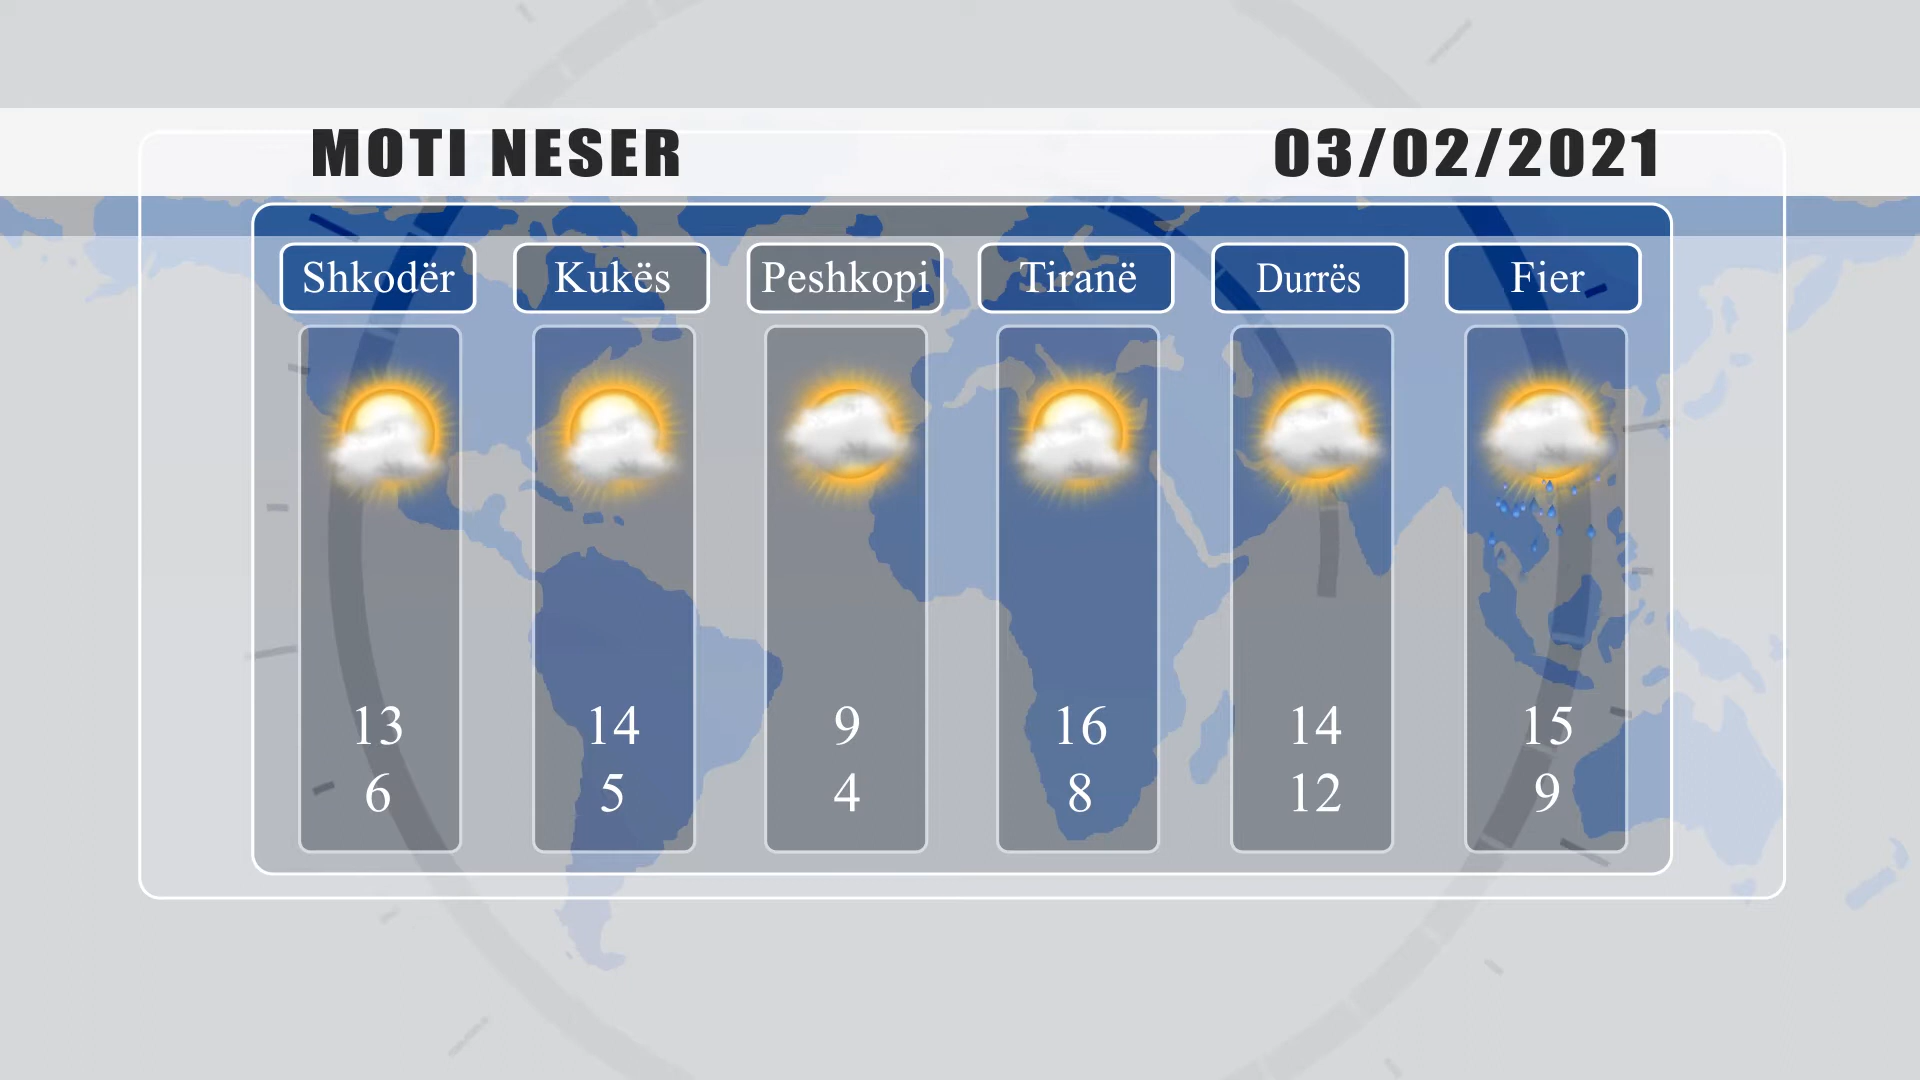 MOTI NESER 03/02/2021
Shkodër Kukës Peshkopi Tiranë Durrës Fier
13 14 9 16 14 15
6 5 4 8 12 9